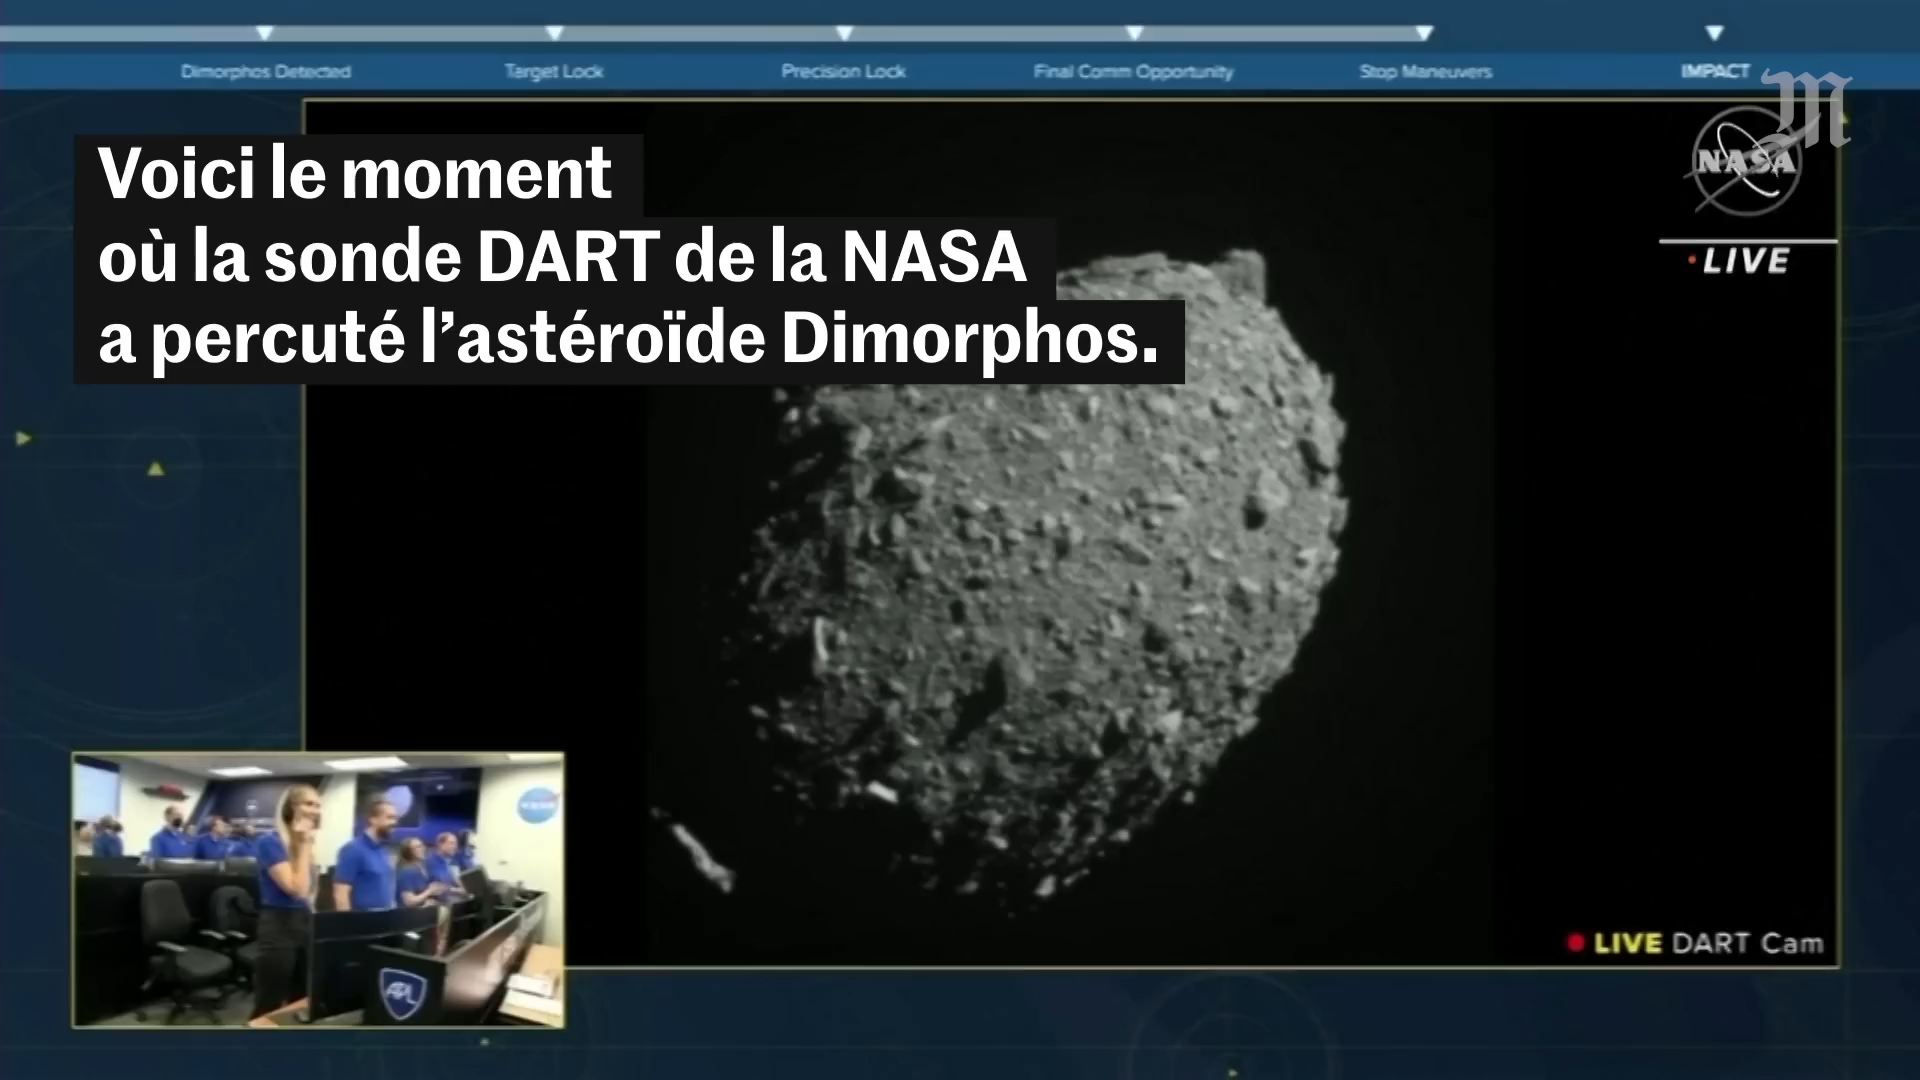 Dimorphos Detected
Target Lock
Precision Lock
Final Comm Opportunity
Stop Maneuvers
IMPACT
M
NASA
LIVE
Voici le moment
où la sonde DART de la NASA
a percuté l’astéroïde Dimorphos.
NASA
APL
LIVE DART Cam